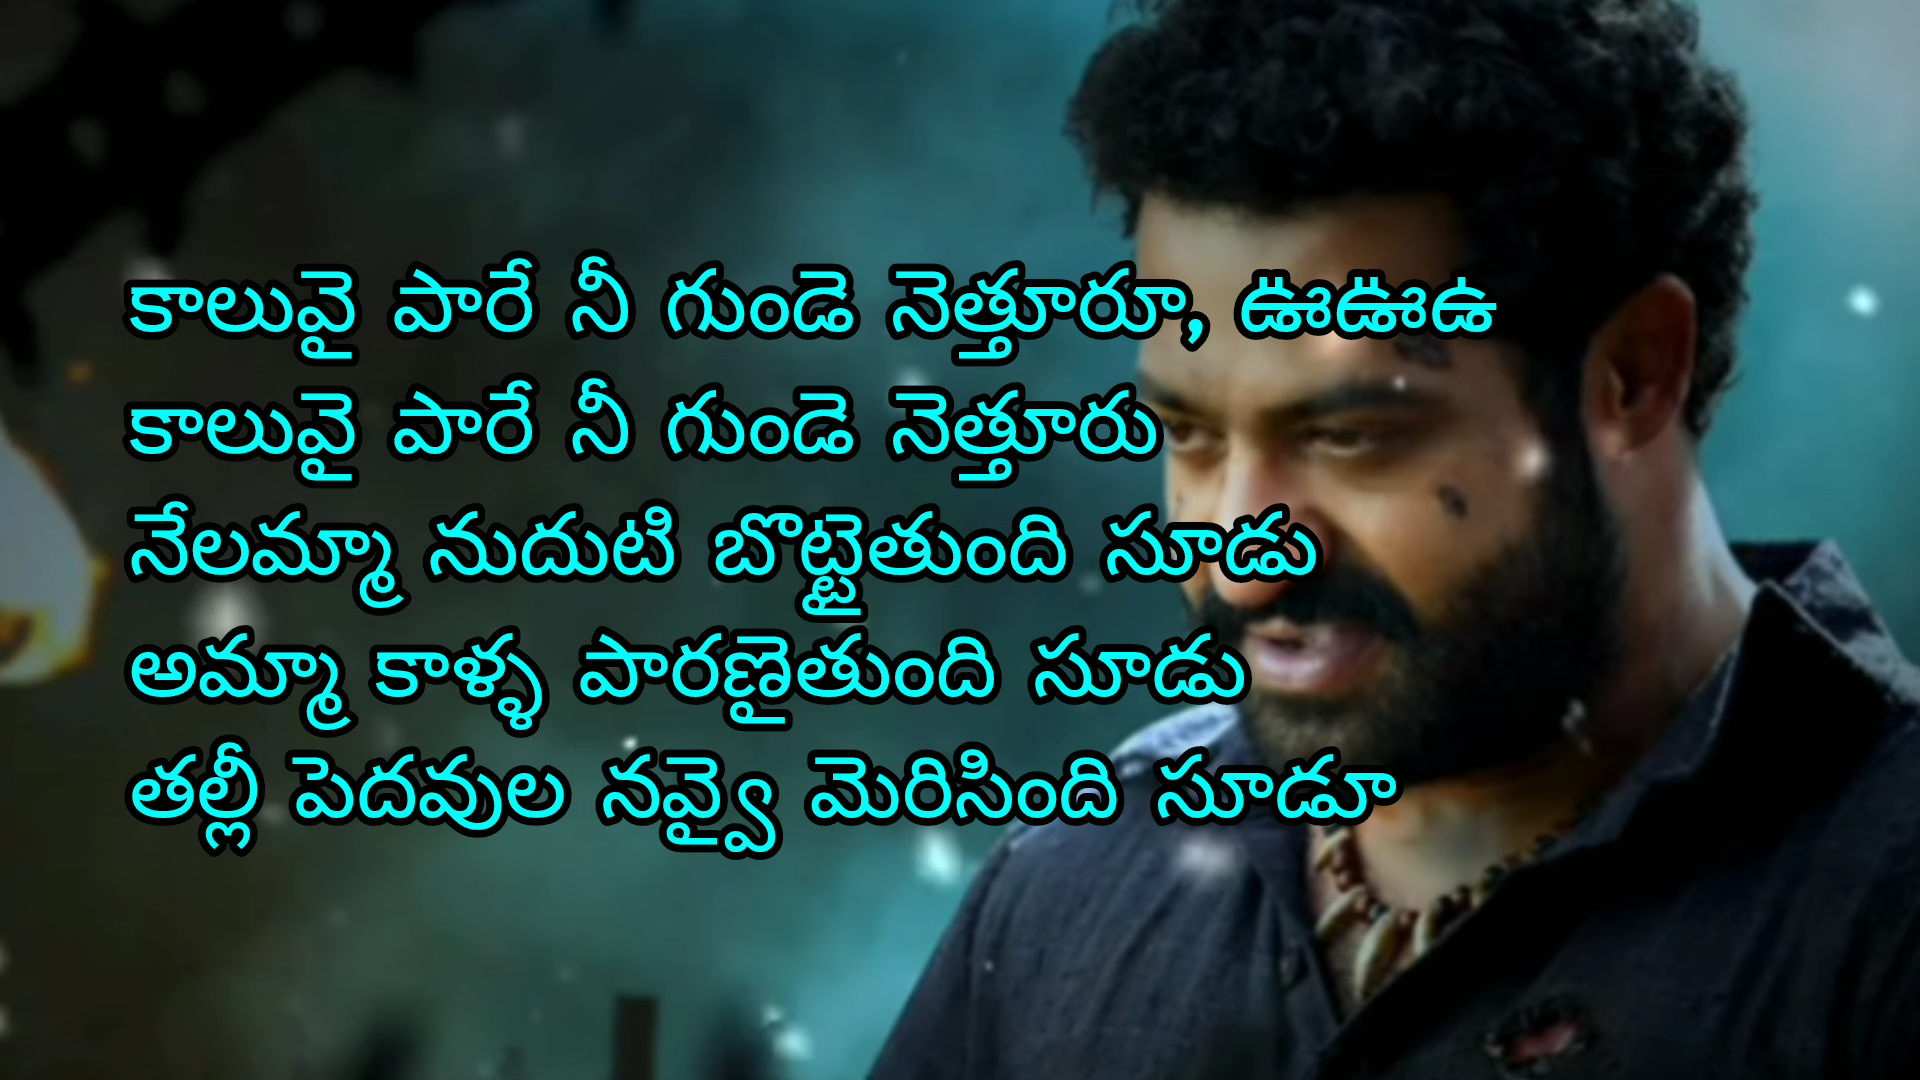 కాలువై పారే నీ గుండె నెత్తూరూ, ఊఊఉ
కాలువై పారే నీ గుండె నెత్తూరు
నేలమ్మా నుదుటి బొట్టైతుంది సూడు
అమ్మా కాళ్ళ పారణైతుంది సూడు
తల్లీ పెదవుల నవ్వై మెరిసింది సూడూ